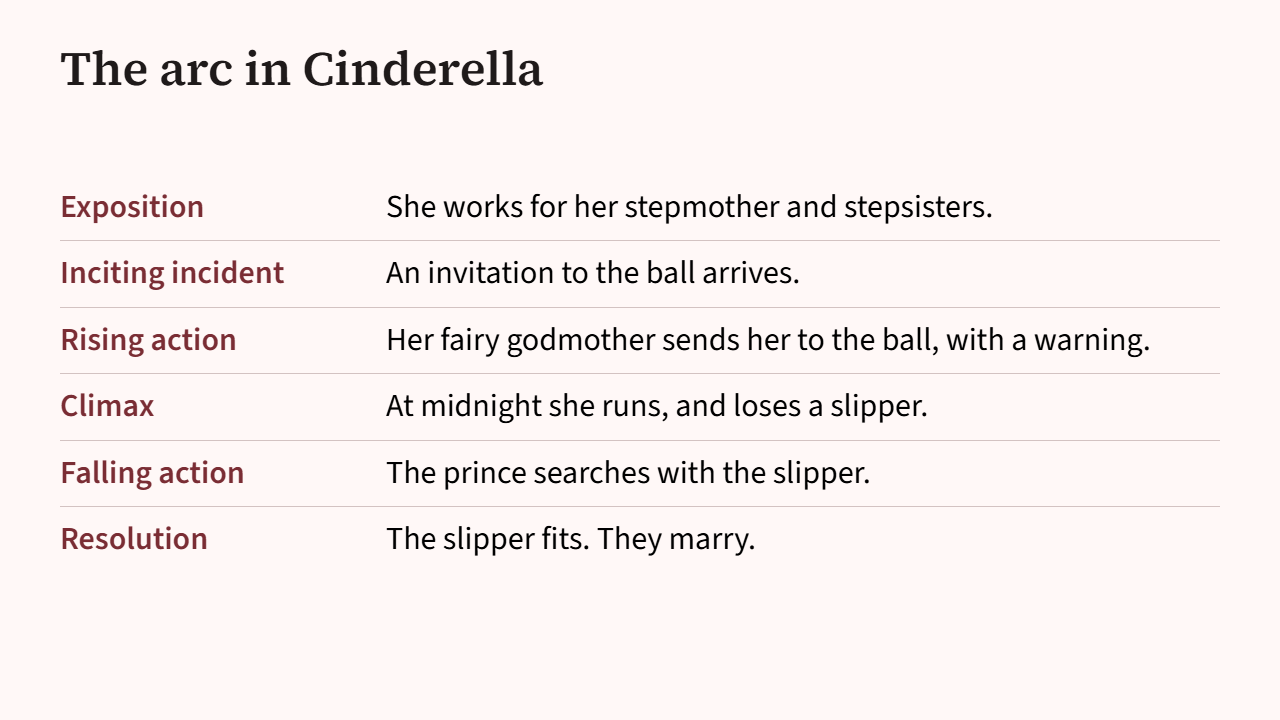 The arc in Cinderella
Exposition She works for her stepmother and stepsisters.
Inciting incident An invitation to the ball arrives.
Rising action Her fairy godmother sends her to the ball, with a warning.
Climax At midnight she runs, and loses a slipper.
Falling action The prince searches with the slipper.
Resolution The slipper fits. They marry.